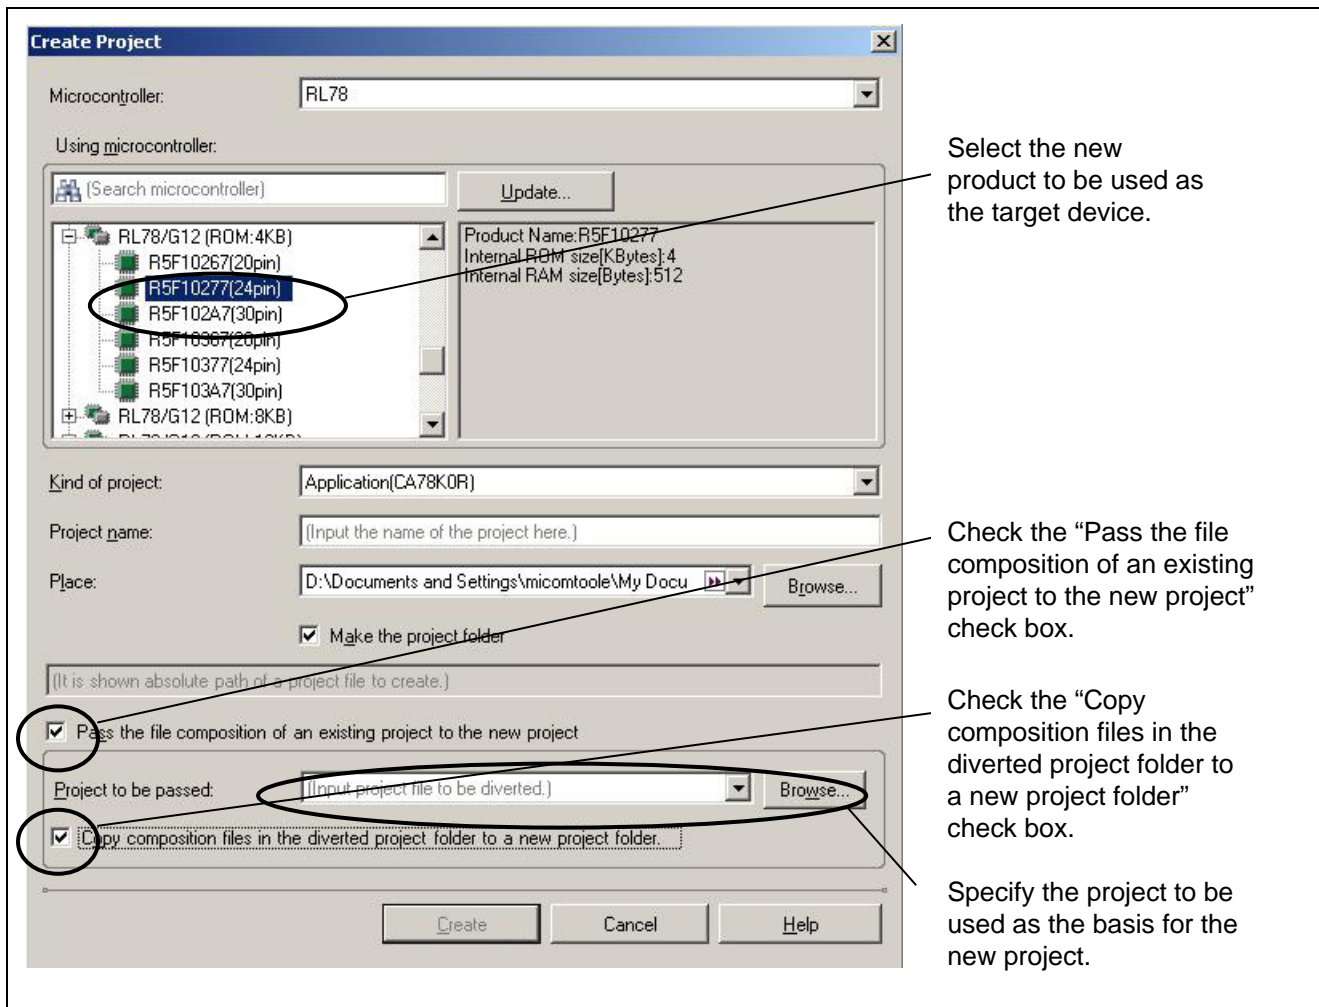 Create Project
Microcontroller:
RL78
Using microcontroller:
(Search microcontroller)
Update...
RL78/G12 (ROM:4KB)
R5F10267(20pin)
R5F10277(24pin)
R5F102A7(30pin)
R5F10367(20pin)
R5F10377(24pin)
R5F103A7(30pin)
RL78/G12 (ROM:8KB)
Product Name:R5F10277
Internal ROM size[KBytes]:4
Internal RAM size[Bytes]:512
Kind of project:
Application(CA78K0R)
Project name:
(Input the name of the project here.)
Place:
D:\Documents and Settings\micomtoole\My Docu
Browse...
Make the project folder
(It is shown absolute path of a project file to create.)
Pass the file composition of an existing project to the new project
Project to be passed:
(Input project file to be diverted.)
Browse...
Copy composition files in the diverted project folder to a new project folder.
Create
Cancel
Help
Select the new
product to be used as
the target device.
Check the “Pass the file
composition of an existing
project to the new project”
check box.
Check the “Copy
composition files in the
diverted project folder to
a new project folder”
check box.
Specify the project to be
used as the basis for the
new project.